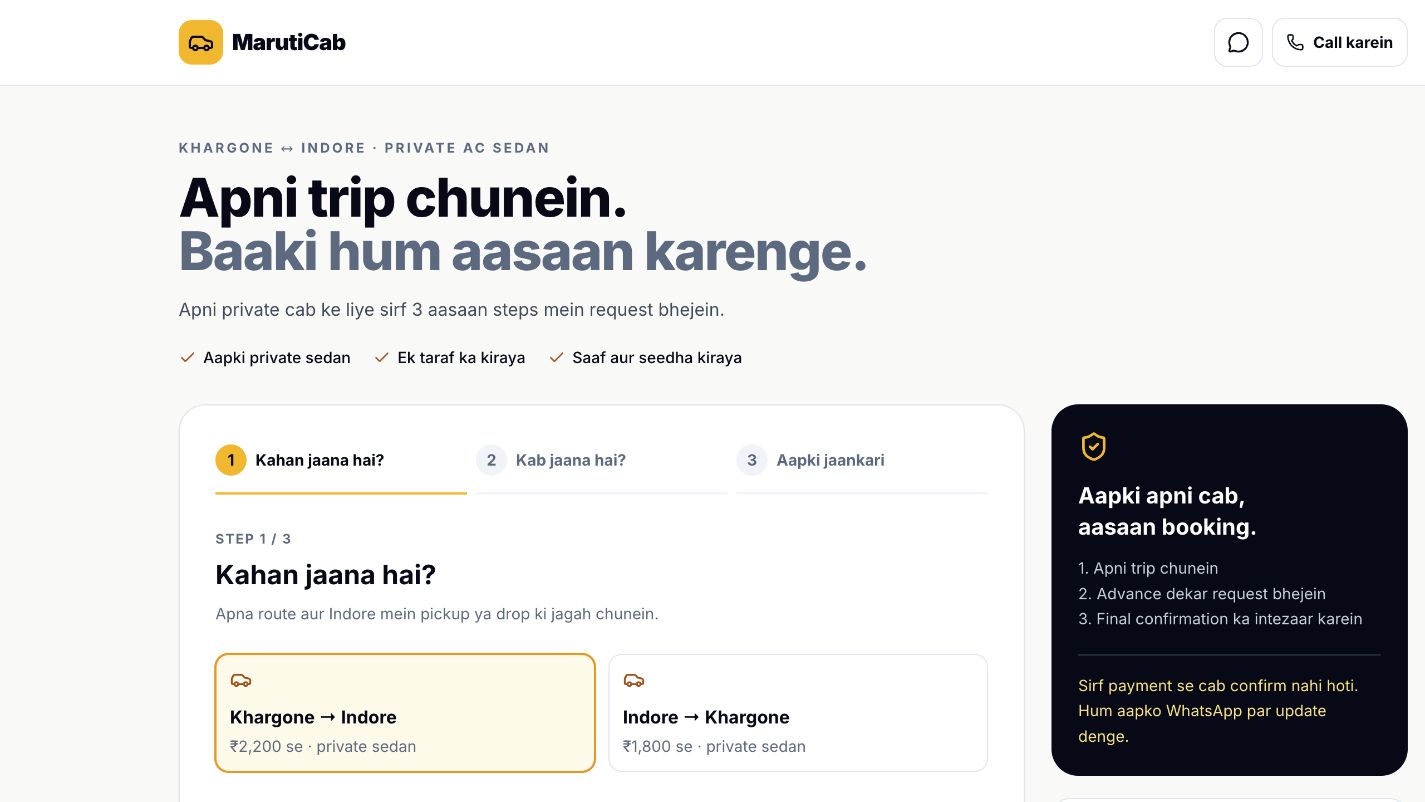 MarutiCab
Call karein
KHARGONE ↔ INDORE · PRIVATE AC SEDAN
Apni trip chunein.
Baaki hum aasaan karenge.
Apni private cab ke liye sirf 3 aasaan steps mein request bhejein.
Aapki private sedan
Ek taraf ka kiraya
Saaf aur seedha kiraya
1 Kahan jaana hai?
2 Kab jaana hai?
3 Aapki jaankari
STEP 1 / 3
Kahan jaana hai?
Apna route aur Indore mein pickup ya drop ki jagah chunein.
Khargone → Indore
₹2,200 se · private sedan
Indore → Khargone
₹1,800 se · private sedan
Aapki apni cab,
aasaan booking.
1. Apni trip chunein
2. Advance dekar request bhejein
3. Final confirmation ka intezaar karein
Sirf payment se cab confirm nahi hoti.
Hum aapko WhatsApp par update
denge.